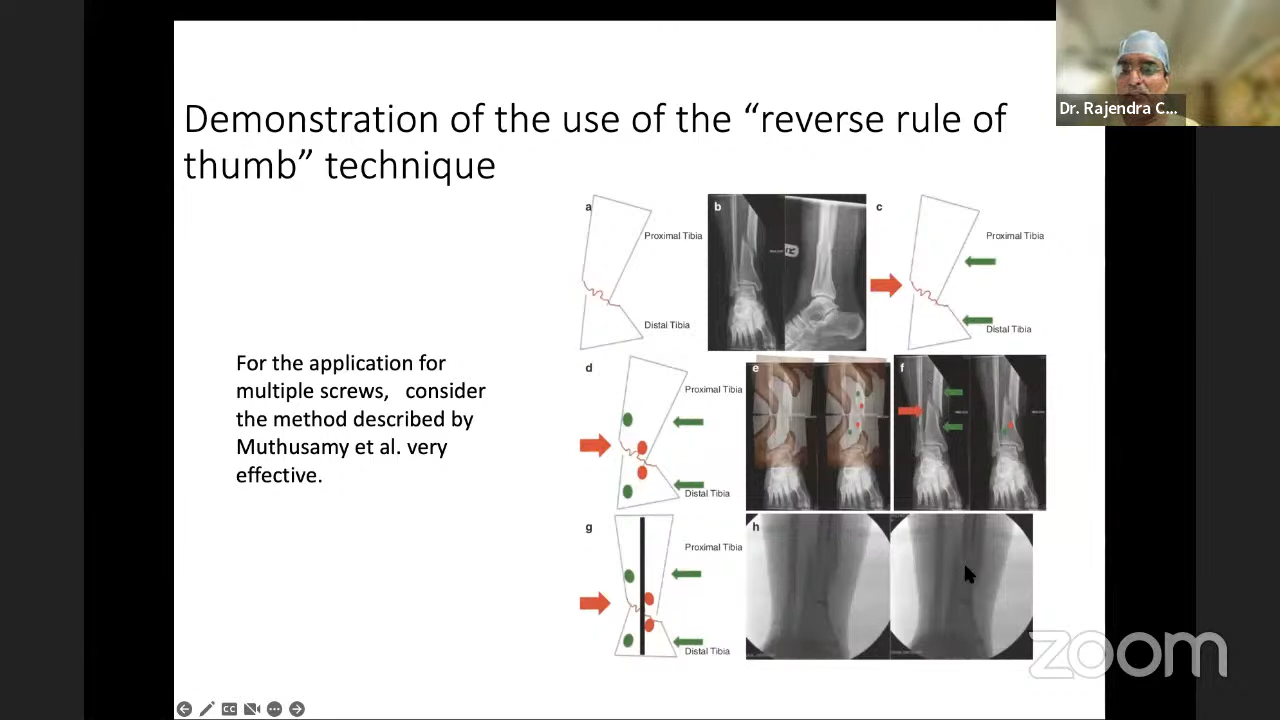 Dr. Rajendra C...
Demonstration of the use of the “reverse rule of
thumb” technique
For the application for
multiple screws, consider
the method described by
Muthusamy et al. very
effective.
a
Proximal Tibia
Distal Tibia
b
c
Proximal Tibia
Distal Tibia
d
Proximal Tibia
Distal Tibia
e
f
g
Proximal Tibia
Distal Tibia
h
zoom
CC